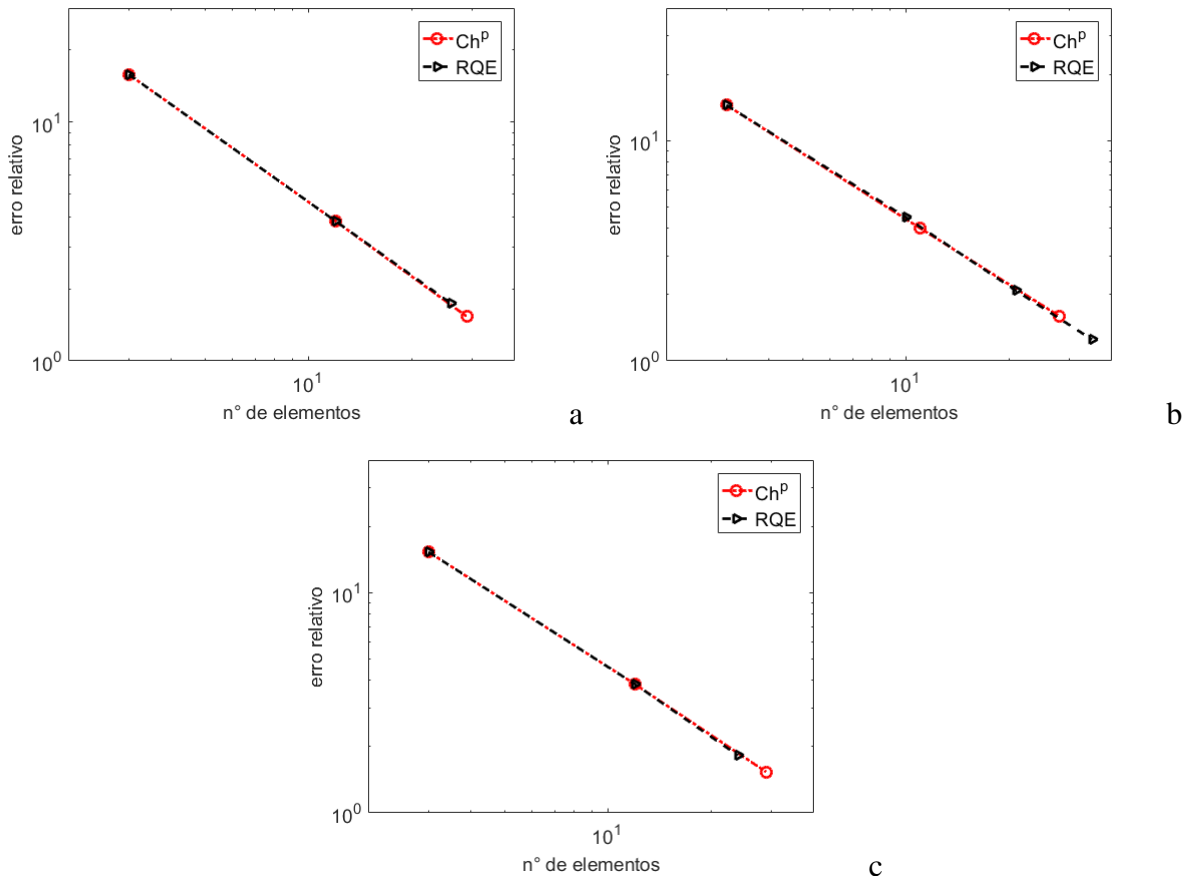 Ch^p
RQE
10^1
10^0
erro relativo
10^1
n° de elementos
a
Ch^p
RQE
10^1
10^0
erro relativo
10^1
n° de elementos
b
Ch^p
RQE
10^1
10^0
erro relativo
10^1
n° de elementos
c